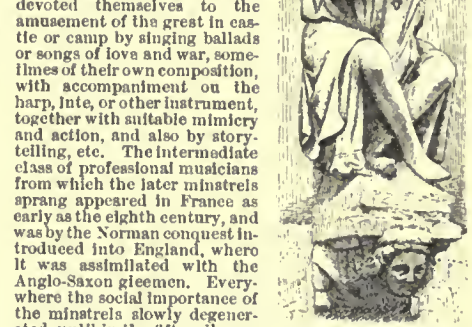 devoted themselves to the
amusement of the great in cas-
tle or camp by singing ballads
or songs of love and war, some-
times of their own composition,
with accompaniment on the
harp, lute, or other instrument,
together with suitable mimicry
and action, and also by story-
telling, etc. The intermediate
class of professional musicians
from which the later minstrels
sprang appeared in France as
early as the eighth century, and
was by the Norman conquest in-
troduced into England, where
it was assimilated with the
Anglo-Saxon gleemen. Every-
where the social importance of
the minstrels slowly degener-